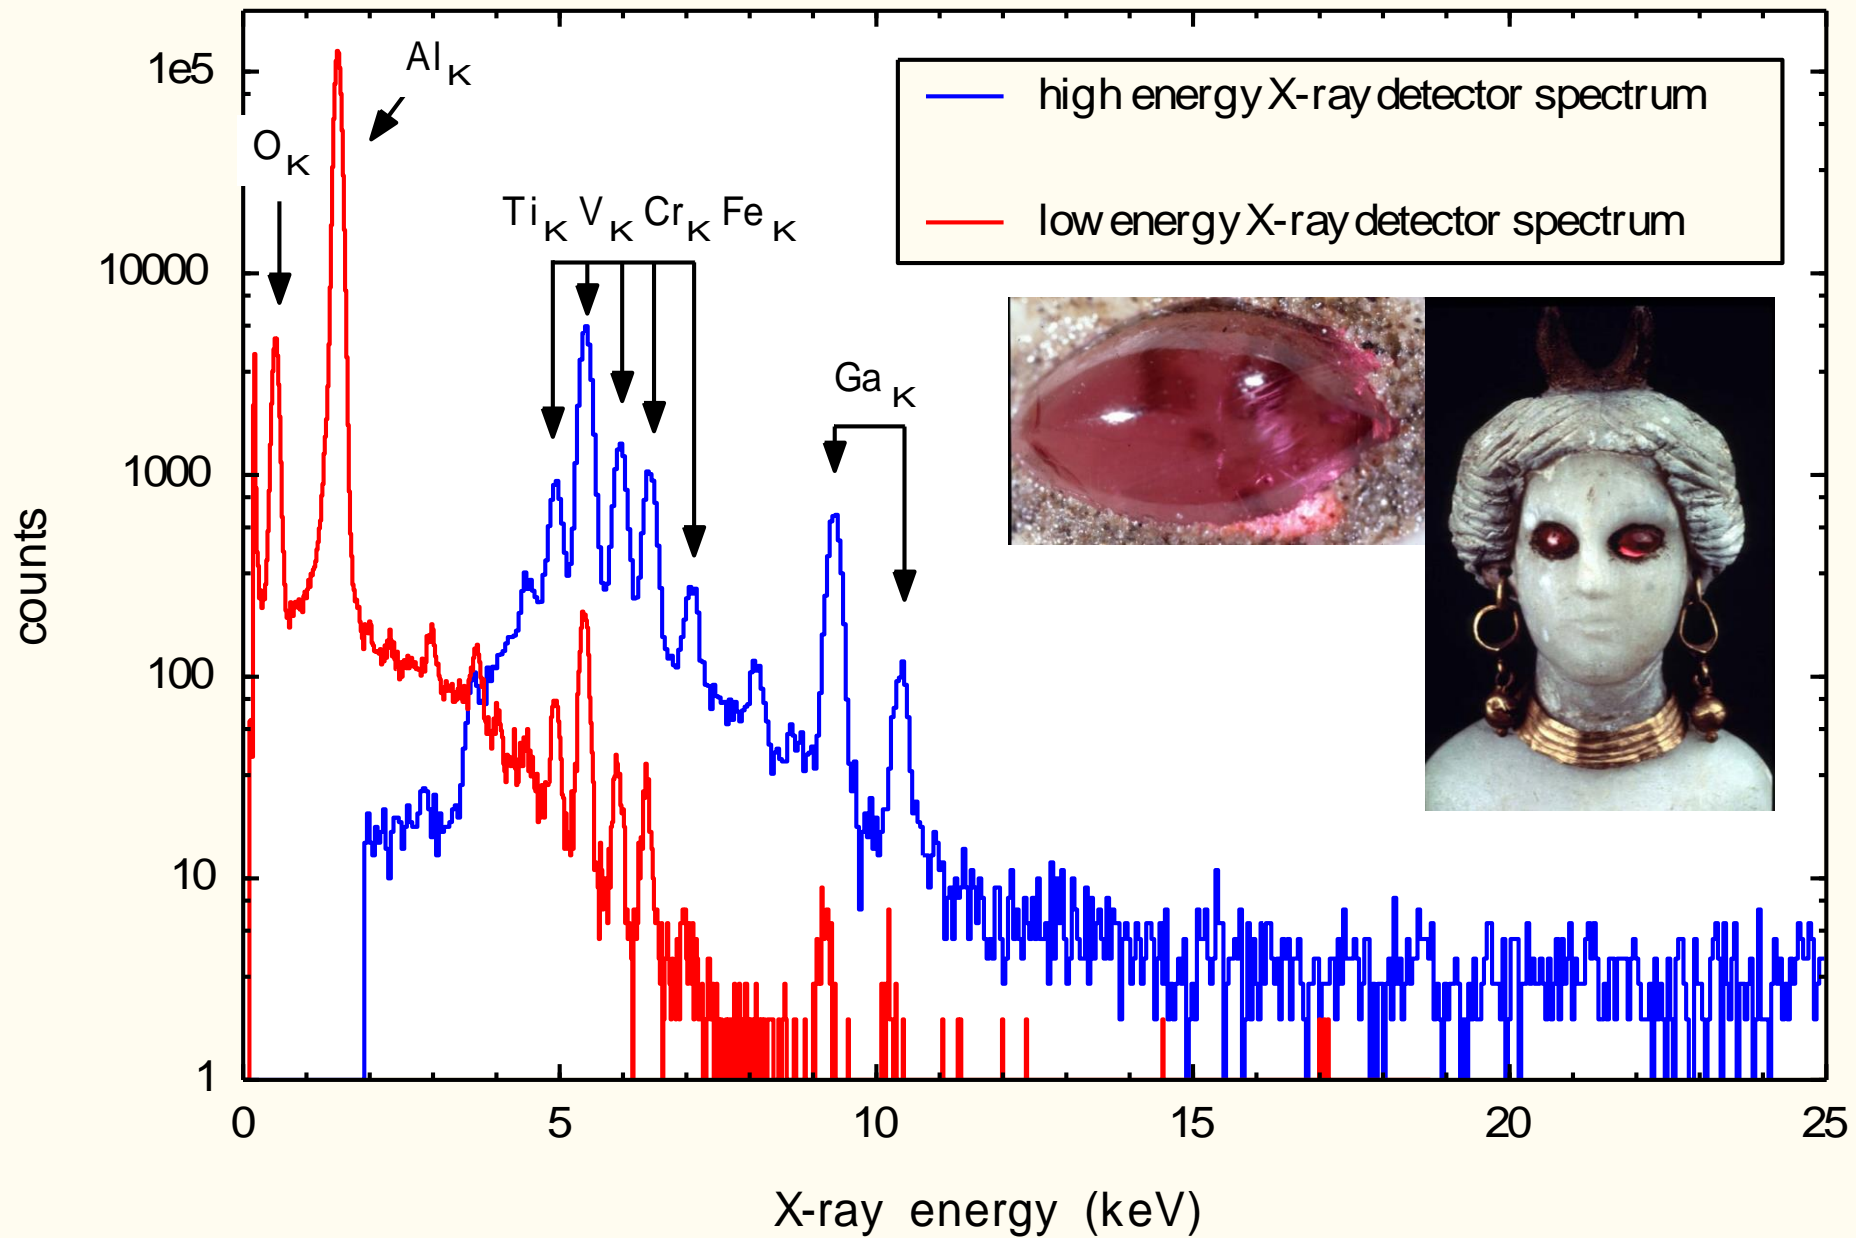 1e5
10000
1000
100
10
1
counts
Al K
O K
Ti K V K Cr K Fe K
Ga K
high energy X-ray detector spectrum
low energy X-ray detector spectrum
0 5 10 15 20 25
X-ray energy (keV)